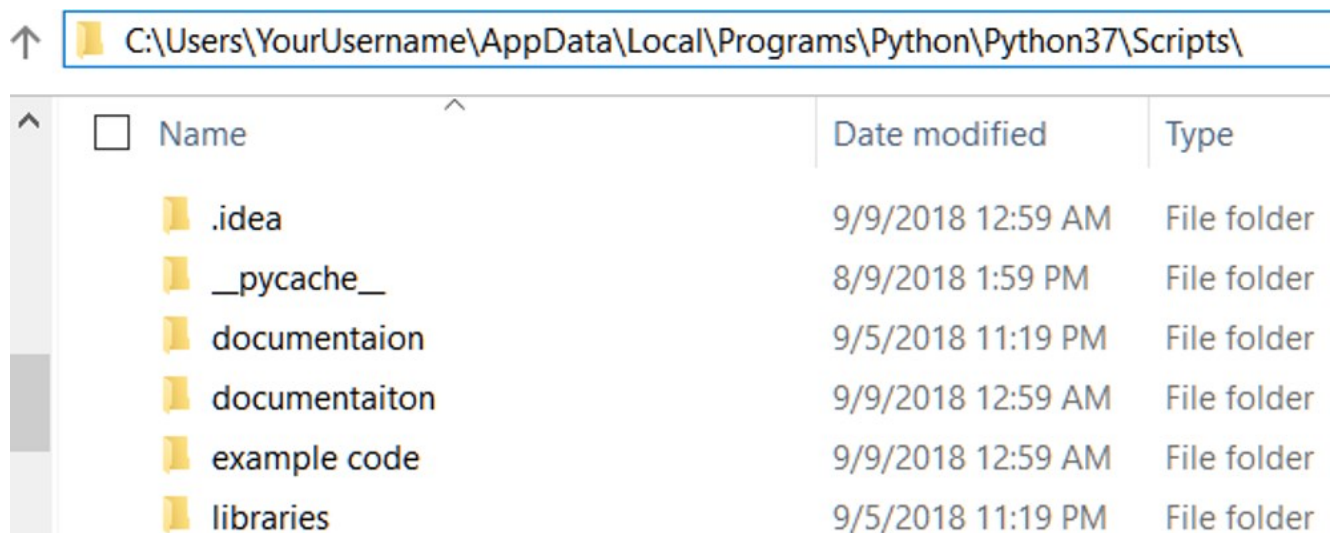 C:\Users\YourUsername\AppData\Local\Programs\Python\Python37\Scripts\
Name Date modified Type
.idea 9/9/2018 12:59 AM File folder
__pycache__ 8/9/2018 1:59 PM File folder
documentaion 9/5/2018 11:19 PM File folder
documentaiton 9/9/2018 12:59 AM File folder
example code 9/9/2018 12:59 AM File folder
libraries 9/5/2018 11:19 PM File folder